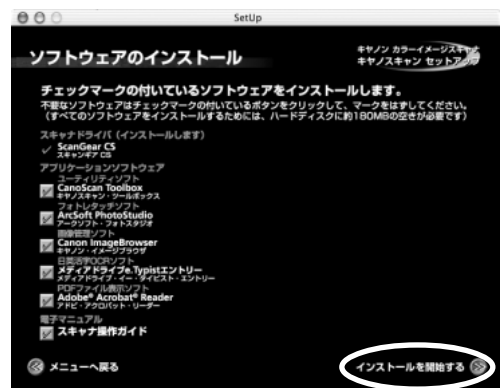 SetUp
ソフトウェアのインストール
キヤノン カラーイメージスキャナ
キヤノスキャン セットアップ
チェックマークの付いているソフトウェアをインストールします。
不要なソフトウェアはチェックマークの付いているボタンをクリックして、マークをはずしてください。
(すべてのソフトウェアをインストールするためには、ハードディスクに約180MBの空きが必要です)
スキャナドライバ(インストールします)
ScanGear CS
スキャンギア CS
アプリケーションソフトウェア
ユーティリティソフト
CanoScan Toolbox
キヤノスキャン・ツールボックス
フォトレタッチソフト
ArcSoft PhotoStudio
アークソフト・フォトスタジオ
画像管理ソフト
Canon ImageBrowser
キヤノン・イメージブラウザ
日英活字OCRソフト
メディアドライブe.Typistエントリー
メディアドライブ・イー・タイピスト・エントリー
PDFファイル表示ソフト
Adobe® Acrobat® Reader
アドビ・アクロバット・リーダー
電子マニュアル
スキャナ操作ガイド
メニューへ戻る
インストールを開始する